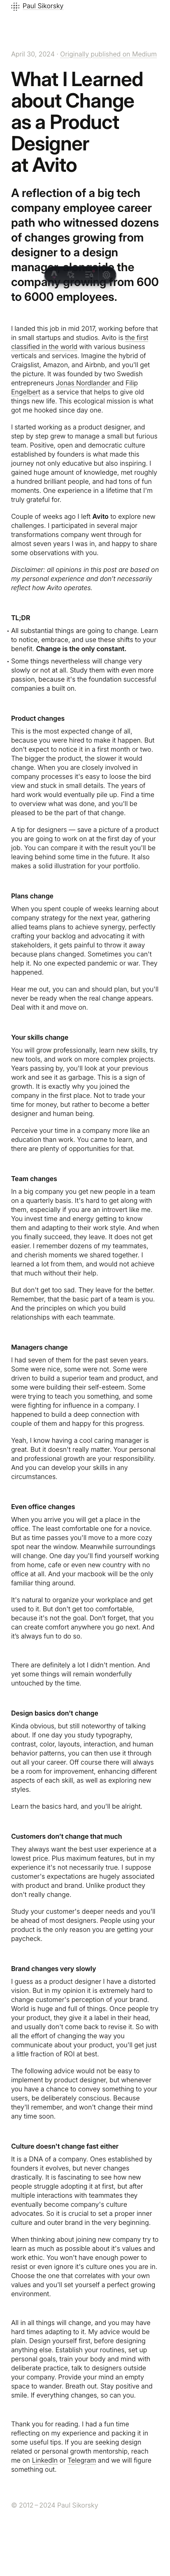 Paul Sikorsky
April 30, 2024 · Originally published on Medium
What I Learned
about Change
as a Product
Designer
at Avito
A reflection of a big tech
company employee career
path who witnessed dozens
of changes growing from
designer to a design
manager alongside the
company growing from 600
to 6000 employees.
I landed this job in mid 2017, working before that
in small startups and studios. Avito is the first
classified in the world with various business
verticals and services. Imagine the hybrid of
Craigslist, Amazon, and Airbnb, and you'll get
the picture. It was founded by two Swedish
entrepreneurs Jonas Nordlander and Filip
Engelbert as a service that helps to give old
things new life. This ecological mission is what
got me hooked since day one.
I started working as a product designer, and
step by step grew to manage a small but furious
team. Positive, open and democratic culture
established by founders is what made this
journey not only educative but also inspiring. I
gained huge amount of knowledge, met roughly
a hundred brilliant people, and had tons of fun
moments. One experience in a lifetime that I'm
truly grateful for.
Couple of weeks ago I left Avito to explore new
challenges. I participated in several major
transformations company went through for
almost seven years I was in, and happy to share
some observations with you.
Disclaimer: all opinions in this post are based on
my personal experience and don't necessarily
reflect how Avito operates.
TL;DR
• All substantial things are going to change. Learn
to notice, embrace, and use these shifts to your
benefit. Change is the only constant.
• Some things nevertheless will change very
slowly or not at all. Study them with even more
passion, because it's the foundation successful
companies a built on.
Product changes
This is the most expected change of all,
because you were hired to make it happen. But
don't expect to notice it in a first month or two.
The bigger the product, the slower it would
change. When you are closely involved in
company processes it's easy to loose the bird
view and stuck in small details. The years of
hard work would eventually pile up. Find a time
to overview what was done, and you'll be
pleased to be the part of that change.
A tip for designers — save a picture of a product
you are going to work on at the first day of your
job. You can compare it with the result you'll be
leaving behind some time in the future. It also
makes a solid illustration for your portfolio.
Plans change
When you spent couple of weeks learning about
company strategy for the next year, gathering
allied teams plans to achieve synergy, perfectly
crafting your backlog and advocating it with
stakeholders, it gets painful to throw it away
because plans changed. Sometimes you can't
help it. No one expected pandemic or war. They
happened.
Hear me out, you can and should plan, but you'll
never be ready when the real change appears.
Deal with it and move on.
Your skills change
You will grow professionally, learn new skills, try
new tools, and work on more complex projects.
Years passing by, you'll look at your previous
work and see it as garbage. This is a sign of
growth. It is exactly why you joined the
company in the first place. Not to trade your
time for money, but rather to become a better
designer and human being.
Perceive your time in a company more like an
education than work. You came to learn, and
there are plenty of opportunities for that.
Team changes
In a big company you get new people in a team
on a quarterly basis. It's hard to get along with
them, especially if you are an introvert like me.
You invest time and energy getting to know
them and adapting to their work style. And when
you finally succeed, they leave. It does not get
easier. I remember dozens of my teammates,
and cherish moments we shared together. I
learned a lot from them, and would not achieve
that much without their help.
But don't get too sad. They leave for the better.
Remember, that the basic part of a team is you.
And the principles on which you build
relationships with each teammate.
Managers change
I had seven of them for the past seven years.
Some were nice, some were not. Some were
driven to build a superior team and product, and
some were building their self-esteem. Some
were trying to teach you something, and some
were fighting for influence in a company. I
happened to build a deep connection with
couple of them and happy for this progress.
Yeah, I know having a cool caring manager is
great. But it doesn't really matter. Your personal
and professional growth are your responsibility.
And you can develop your skills in any
circumstances.
Even office changes
When you arrive you will get a place in the
office. The least comfortable one for a novice.
But as time passes you'll move to a more cozy
spot near the window. Meanwhile surroundings
will change. One day you'll find yourself working
from home, cafe or even new country with no
office at all. And your macbook will be the only
familiar thing around.
It's natural to organize your workplace and get
used to it. But don't get too comfortable,
because it's not the goal. Don't forget, that you
can create comfort anywhere you go next. And
it's always fun to do so.
There are definitely a lot I didn't mention. And
yet some things will remain wonderfully
untouched by the time.
Design basics don't change
Kinda obvious, but still noteworthy of talking
about. If one day you study typography,
contrast, color, layouts, interaction, and human
behavior patterns, you can then use it through
out all your career. Off course there will always
be a room for improvement, enhancing different
aspects of each skill, as well as exploring new
styles.
Learn the basics hard, and you'll be alright.
Customers don't change that much
They always want the best user experience at a
lowest price. Plus maximum features, but in my
experience it's not necessarily true. I suppose
customer's expectations are hugely associated
with product and brand. Unlike product they
don't really change.
Study your customer's deeper needs and you'll
be ahead of most designers. People using your
product is the only reason you are getting your
paycheck.
Brand changes very slowly
I guess as a product designer I have a distorted
vision. But in my opinion it is extremely hard to
change customer's perception of your brand.
World is huge and full of things. Once people try
your product, they give it a label in their head,
and usually don't come back to revise it. So with
all the effort of changing the way you
communicate about your product, you'll get just
a little fraction of ROI at best.
The following advice would not be easy to
implement by product designer, but whenever
you have a chance to convey something to your
users, be deliberately conscious. Because
they'll remember, and won't change their mind
any time soon.
Culture doesn't change fast either
It is a DNA of a company. Ones established by
founders it evolves, but never changes
drastically. It is fascinating to see how new
people struggle adopting it at first, but after
multiple interactions with teammates they
eventually become company's culture
advocates. So it is crucial to set a proper inner
culture and outer brand in the very beginning.
When thinking about joining new company try to
learn as much as possible about it's values and
work ethic. You won't have enough power to
resist or even ignore it's culture ones you are in.
Choose the one that correlates with your own
values and you'll set yourself a perfect growing
environment.
All in all things will change, and you may have
hard times adapting to it. My advice would be
plain. Design yourself first, before designing
anything else. Establish your routines, set up
personal goals, train your body and mind with
deliberate practice, talk to designers outside
your company. Provide your mind an empty
space to wander. Breath out. Stay positive and
smile. If everything changes, so can you.
Thank you for reading. I had a fun time
reflecting on my experience and packing it in
some useful tips. If you are seeking design
related or personal growth mentorship, reach
me on LinkedIn or Telegram and we will figure
something out.
© 2012 – 2024 Paul Sikorsky